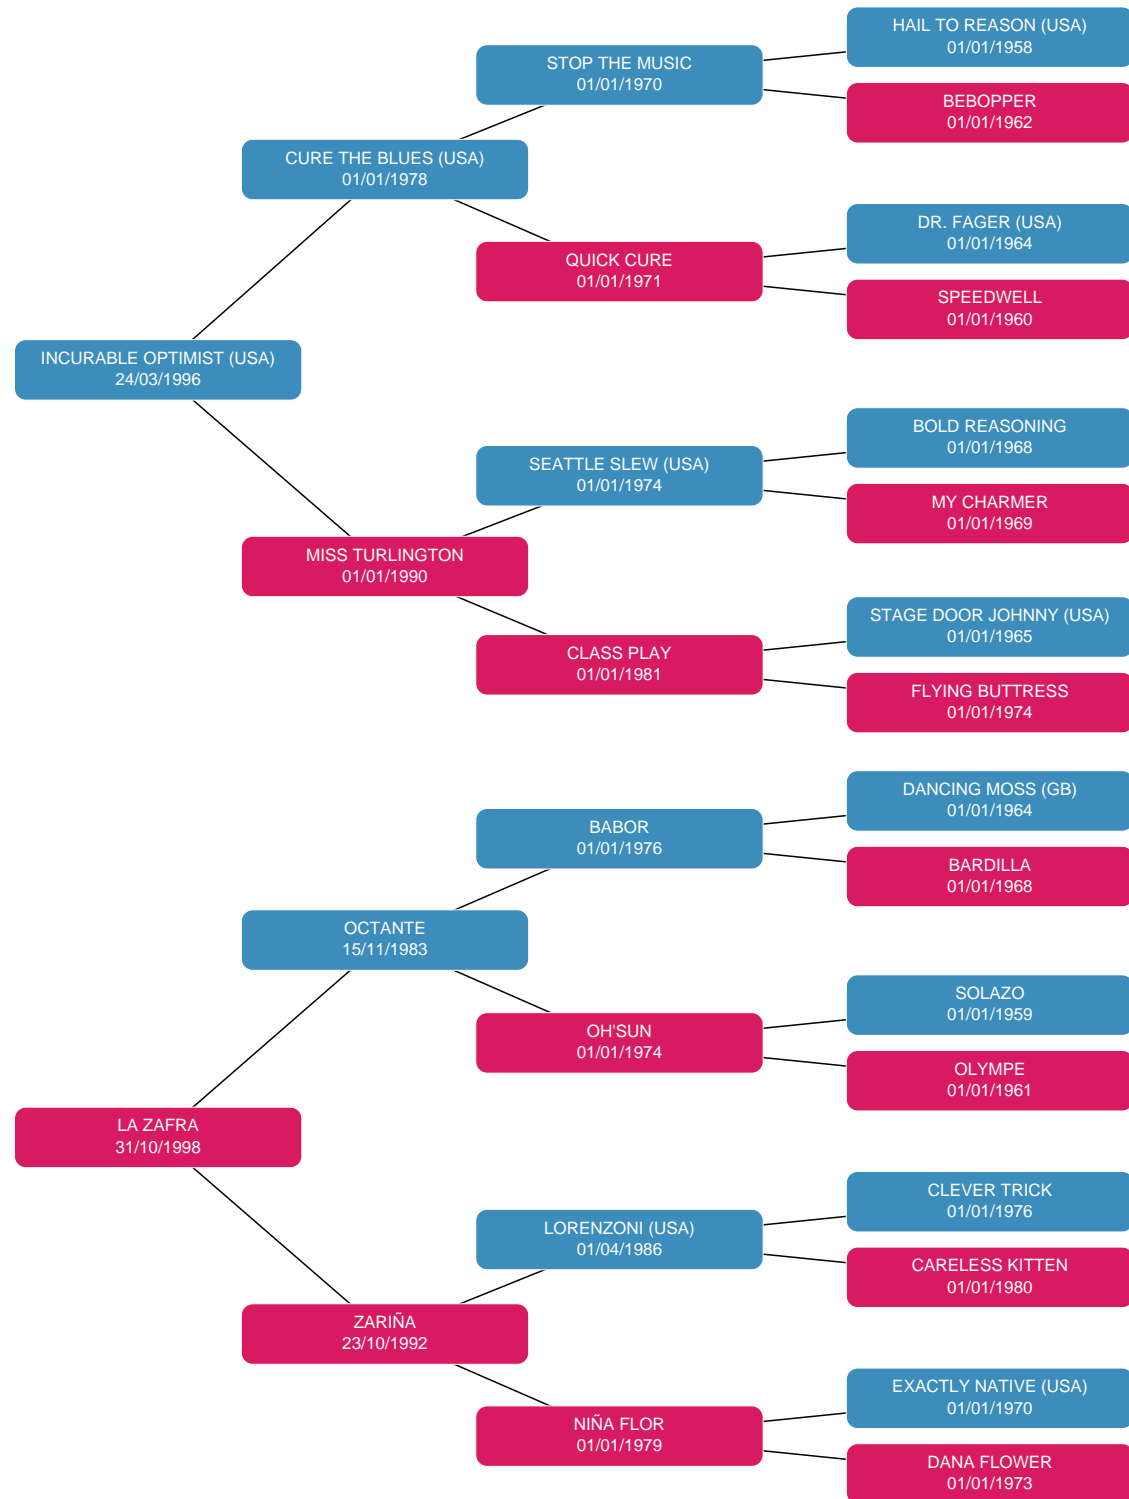 HAIL TO REASON (USA)
01/01/1958
STOP THE MUSIC
01/01/1970
BEBOPPER
01/01/1962
CURE THE BLUES (USA)
01/01/1978
DR. FAGER (USA)
01/01/1964
QUICK CURE
01/01/1971
SPEEDWELL
01/01/1960
INCURABLE OPTIMIST (USA)
24/03/1996
BOLD REASONING
01/01/1968
SEATTLE SLEW (USA)
01/01/1974
MY CHARMER
01/01/1969
MISS TURLINGTON
01/01/1990
STAGE DOOR JOHNNY (USA)
01/01/1965
CLASS PLAY
01/01/1981
FLYING BUTTRESS
01/01/1974
DANCING MOSS (GB)
01/01/1964
BABOR
01/01/1976
BARDILLA
01/01/1968
OCTANTE
15/11/1983
SOLAZO
01/01/1959
OH'SUN
01/01/1974
OLYMPE
01/01/1961
LA ZAFRA
31/10/1998
CLEVER TRICK
01/01/1976
LORENZONI (USA)
01/04/1986
CARELESS KITTEN
01/01/1980
ZARIÑA
23/10/1992
EXACTLY NATIVE (USA)
01/01/1970
NIÑA FLOR
01/01/1979
DANA FLOWER
01/01/1973